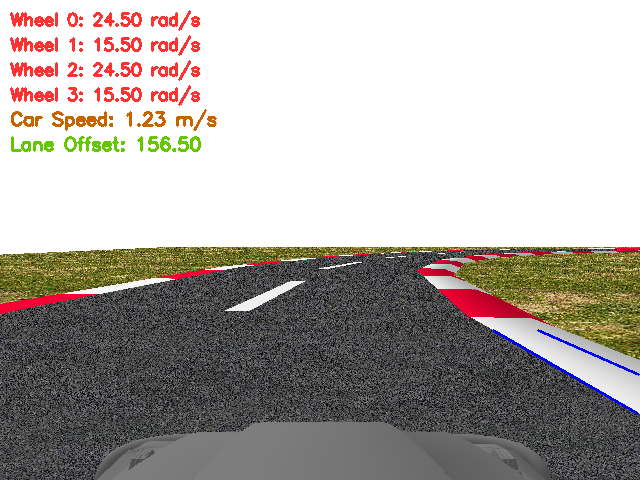 Wheel 0: 24.50 rad/s
Wheel 1: 15.50 rad/s
Wheel 2: 24.50 rad/s
Wheel 3: 15.50 rad/s
Car Speed: 1.23 m/s
Lane Offset: 156.50